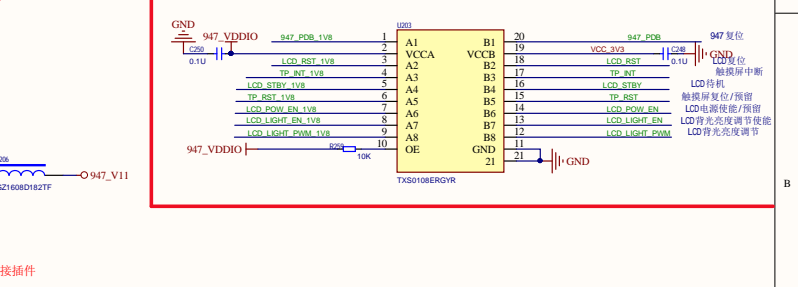 U203
GND
947_VDDIO
947_PDB_1V8 1 A1 B1 20 947_PDB 947复位
C250 2 VCCA VCCB 19 VCC_3V3 C248 GND
0.1U LCD_RST_1V8 3 A2 B2 18 LCD_RST 0.1U LCD复位
TP_INT_1V8 4 A3 B3 17 TP_INT 触摸屏中断
LCD_STBY_1V8 5 A4 B4 16 LCD_STBY LCD待机
TP_RST_1V8 6 A5 B5 15 TP_RST 触摸屏复位/预留
LCD_POW_EN_1V8 7 A6 B6 14 LCD_POW_EN LCD电源使能/预留
LCD_LIGHT_EN_1V8 8 A7 B7 13 LCD_LIGHT_EN LCD背光亮度调节使能
LCD_LIGHT_PWM_1V8 9 A8 B8 12 LCD_LIGHT_PWM LCD背光亮度调节
947_VDDIO R259 10 OE GND 11
10K 21 21 GND
TXS0108ERGYR
206
947_V11
GZ1608D182TF
B
接插件